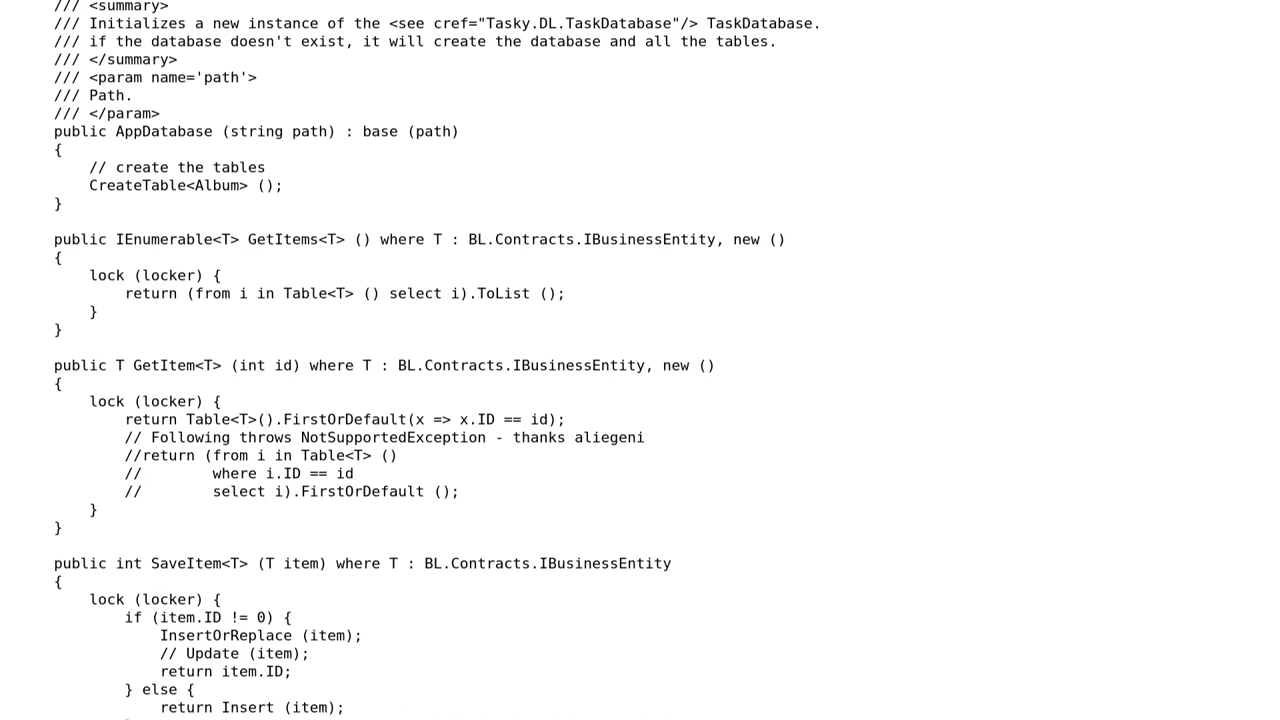 /// <summary>
/// Initializes a new instance of the <see cref="Tasky.DL.TaskDatabase"/> TaskDatabase.
/// if the database doesn't exist, it will create the database and all the tables.
/// </summary>
/// <param name='path'>
/// Path.
/// </param>
public AppDatabase (string path) : base (path)
{
    // create the tables
    CreateTable<Album> ();
}

public IEnumerable<T> GetItems<T> () where T : BL.Contracts.IBusinessEntity, new ()
{
    lock (locker) {
        return (from i in Table<T> () select i).ToList ();
    }
}

public T GetItem<T> (int id) where T : BL.Contracts.IBusinessEntity, new ()
{
    lock (locker) {
        return Table<T>().FirstOrDefault(x => x.ID == id);
        // Following throws NotSupportedException - thanks aliegeni
        //return (from i in Table<T> ()
        //        where i.ID == id
        //        select i).FirstOrDefault ();
    }
}

public int SaveItem<T> (T item) where T : BL.Contracts.IBusinessEntity
{
    lock (locker) {
        if (item.ID != 0) {
            InsertOrReplace (item);
            // Update (item);
            return item.ID;
        } else {
            return Insert (item);